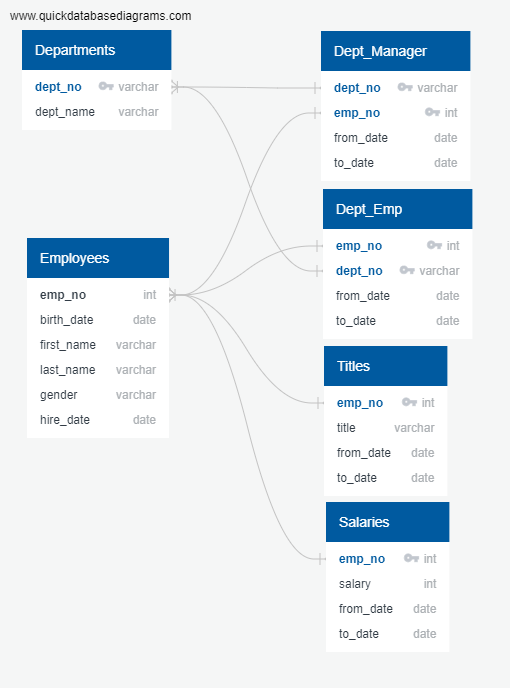 www.quickdatabasediagrams.com
Departments
dept_no varchar
dept_name varchar
Dept_Manager
dept_no varchar
emp_no int
from_date date
to_date date
Dept_Emp
emp_no int
dept_no varchar
from_date date
to_date date
Employees
emp_no int
birth_date date
first_name varchar
last_name varchar
gender varchar
hire_date date
Titles
emp_no int
title varchar
from_date date
to_date date
Salaries
emp_no int
salary int
from_date date
to_date date